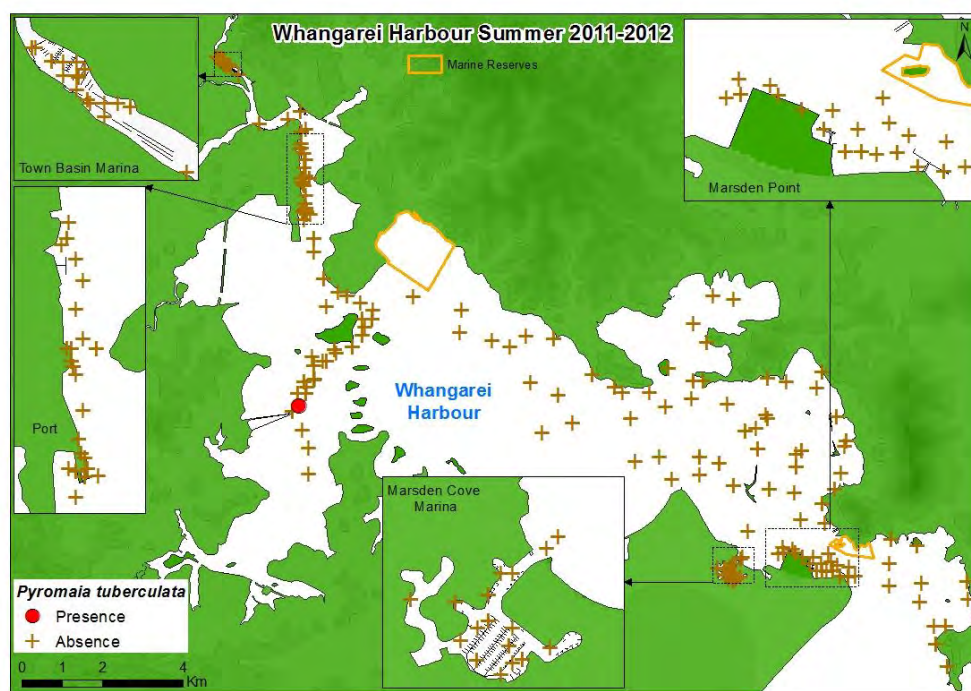 Whangarei Harbour Summer 2011-2012
Marine Reserves
N
Town Basin Marina
Marsden Point
Port
Whangarei
Harbour
Marsden Cove
Marina
Pyromaia tuberculata
Presence
Absence
0 1 2 4
Km